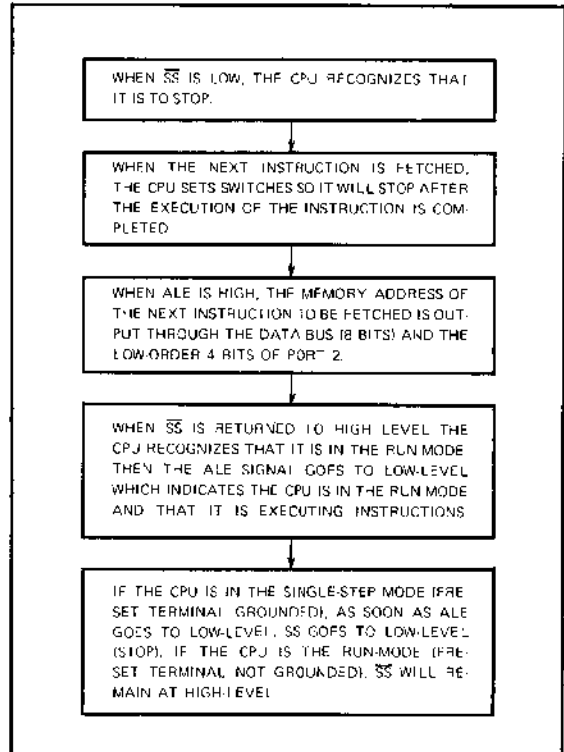 WHEN S̅S̅ IS LOW, THE CPU RECOGNIZES THAT
IT IS TO STOP.
WHEN THE NEXT INSTRUCTION IS FETCHED,
THE CPU SETS SWITCHES SO IT WILL STOP AFTER
THE EXECUTION OF THE INSTRUCTION IS COM-
PLETED
WHEN ALE IS HIGH, THE MEMORY ADDRESS OF
THE NEXT INSTRUCTION TO BE FETCHED IS OUT-
PUT THROUGH THE DATA BUS (8 BITS) AND THE
LOW-ORDER 4 BITS OF PORT 2.
WHEN S̅S̅ IS RETURNED TO HIGH LEVEL THE
CPU RECOGNIZES THAT IT IS IN THE RUN MODE
THEN THE ALE SIGNAL GOES TO LOW-LEVEL
WHICH INDICATES THE CPU IS IN THE RUN MODE
AND THAT IT IS EXECUTING INSTRUCTIONS
IF THE CPU IS IN THE SINGLE-STEP MODE (PRE
SET TERMINAL GROUNDED), AS SOON AS ALE
GOES TO LOW-LEVEL, SS GOES TO LOW-LEVEL
(STOP), IF THE CPU IS THE RUN-MODE (PRE-
SET TERMINAL NOT GROUNDED), S̅S̅ WILL RE-
MAIN AT HIGH-LEVEL